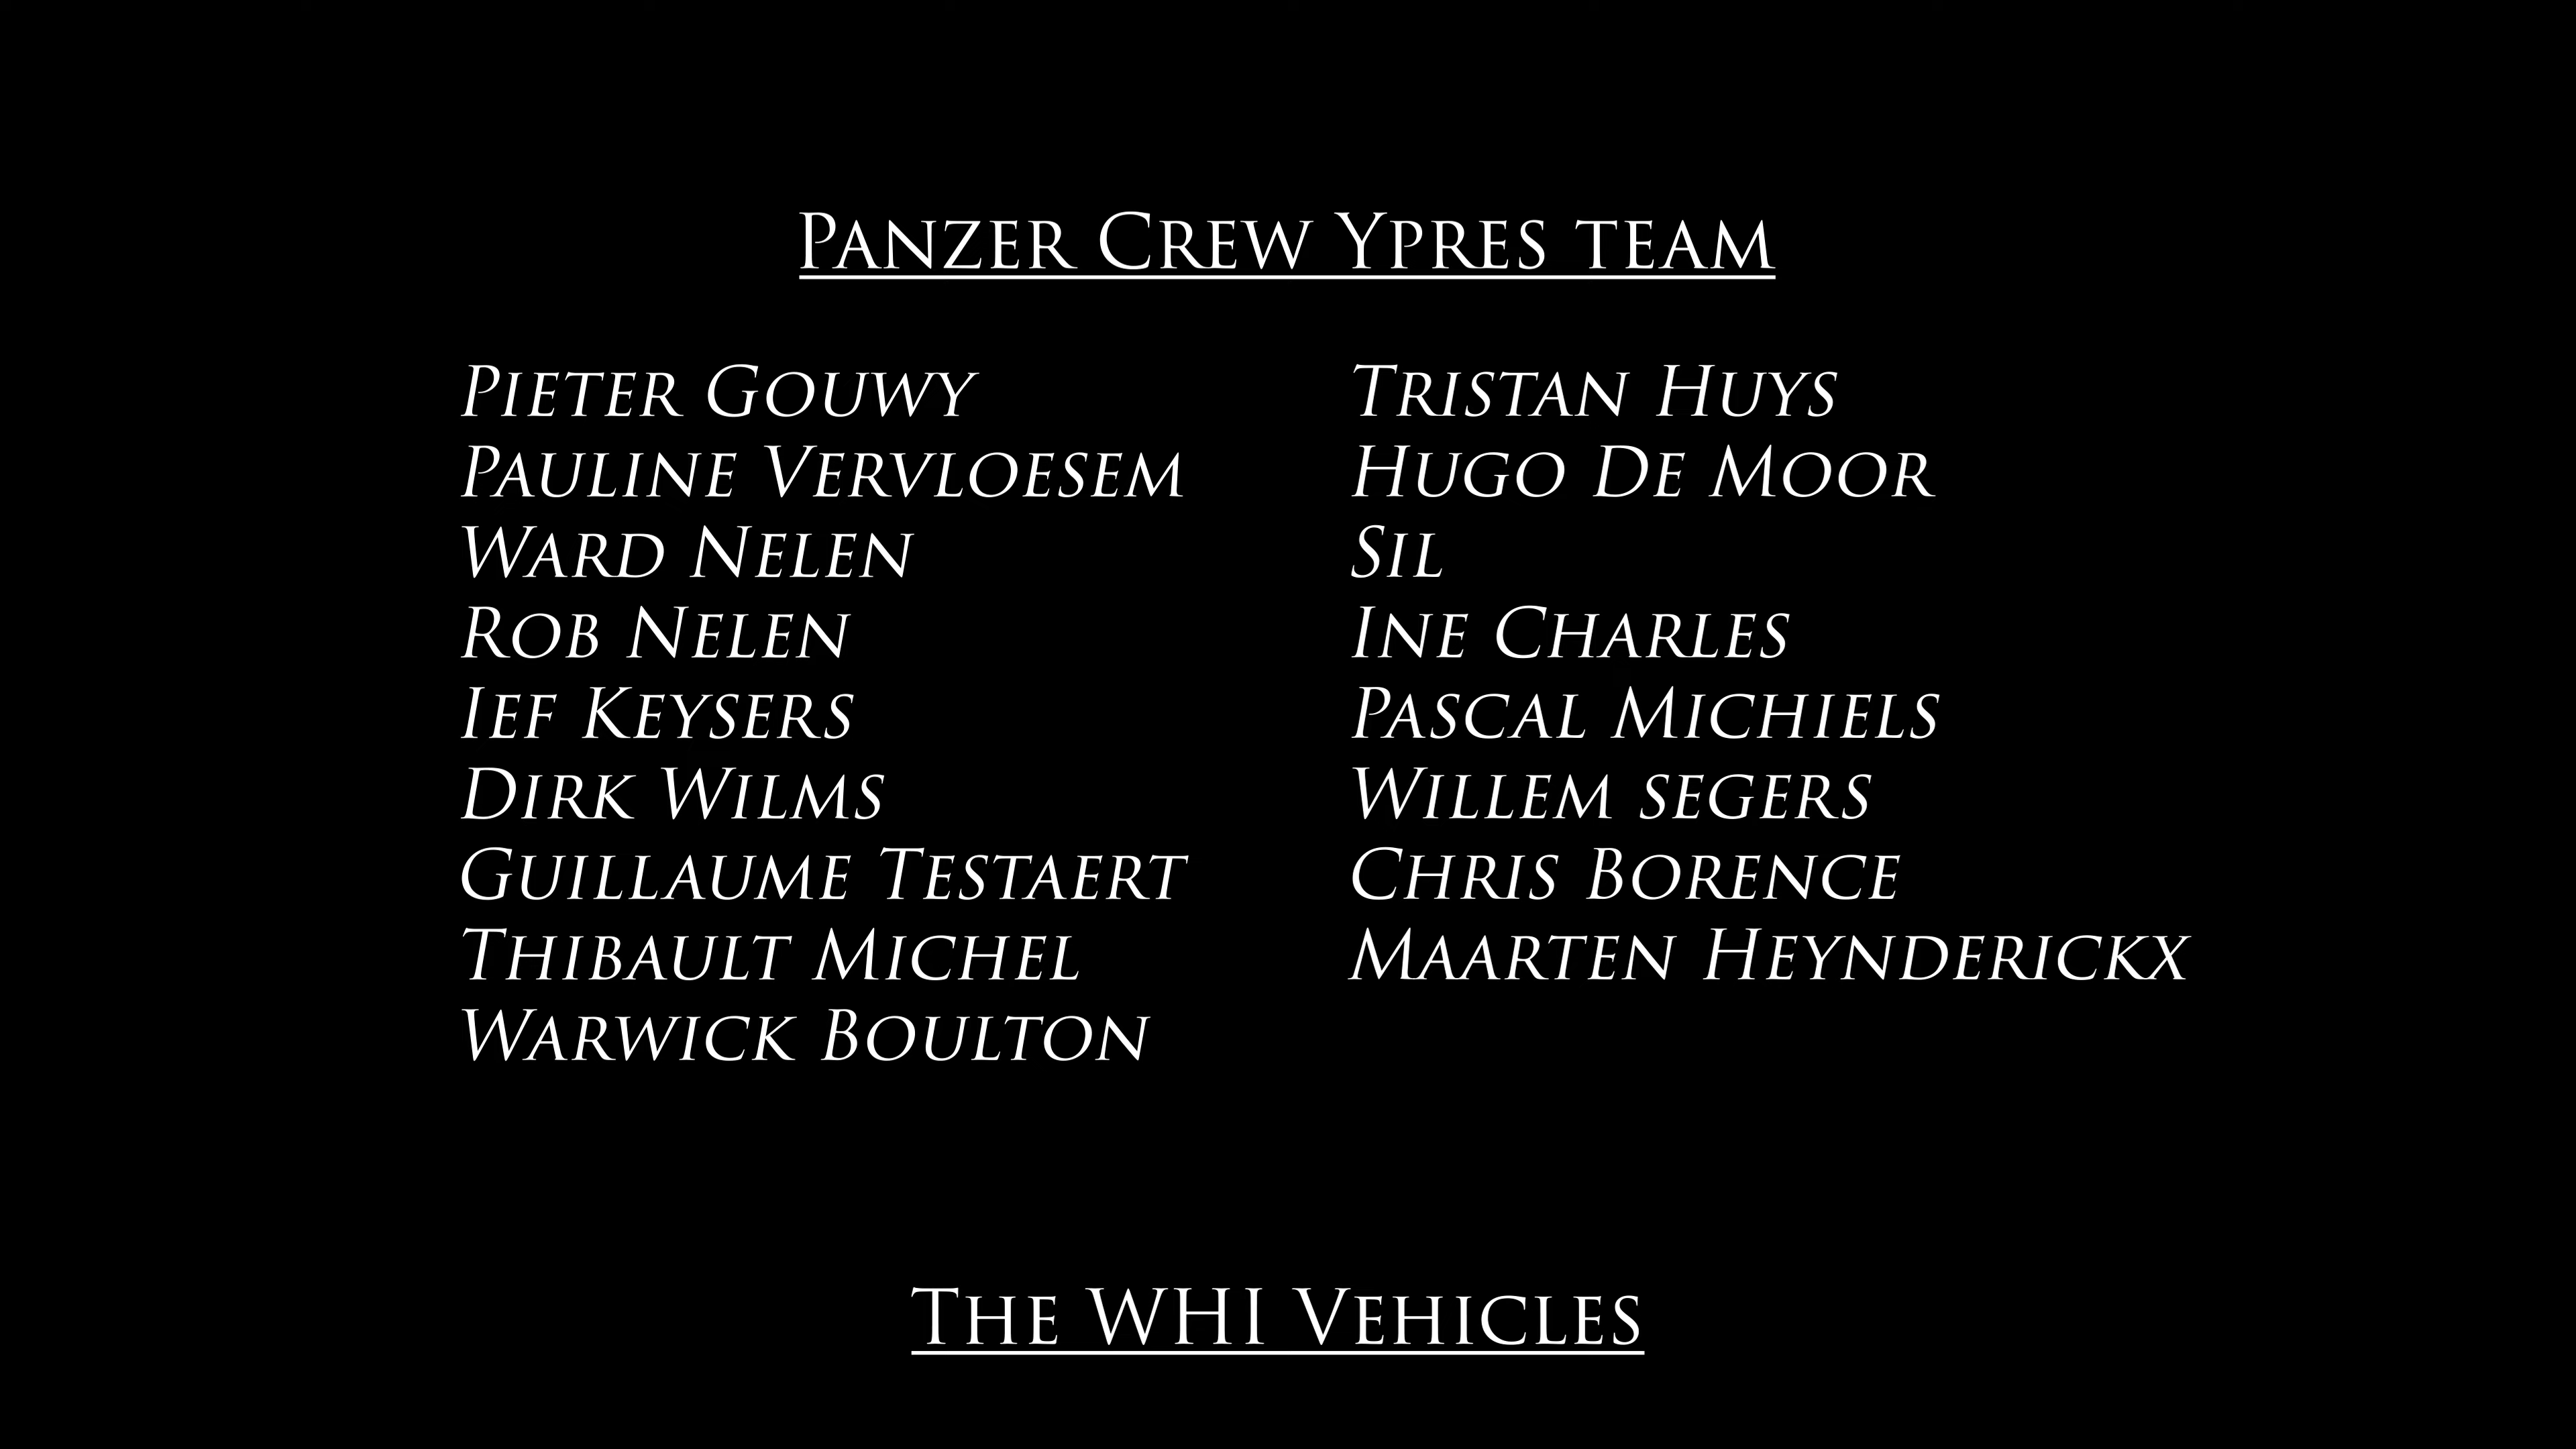 Panzer Crew Ypres team
Pieter Gouwy
Pauline Vervloesem
Ward Nelen
Rob Nelen
Ief Keysers
Dirk Wilms
Guillaume Testaert
Thibault Michel
Warwick Boulton
Tristan Huys
Hugo De Moor
Sil
Ine Charles
Pascal Michiels
Willem segers
Chris Borence
Maarten Heynderickx
The WHI Vehicles